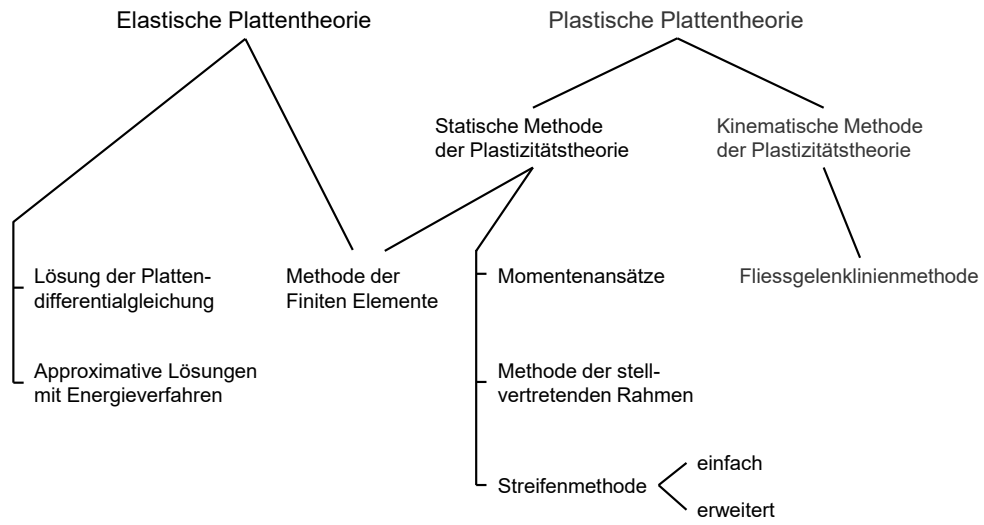 Elastische Plattentheorie
Plastische Plattentheorie
Statische Methode
der Plastizitätstheorie
Kinematische Methode
der Plastizitätstheorie
Lösung der Platten-
differentialgleichung
Methode der
Finiten Elemente
Momentenansätze
Fliessgelenklinienmethode
Approximative Lösungen
mit Energieverfahren
Methode der stell-
vertretenden Rahmen
Streifenmethode
einfach
erweitert